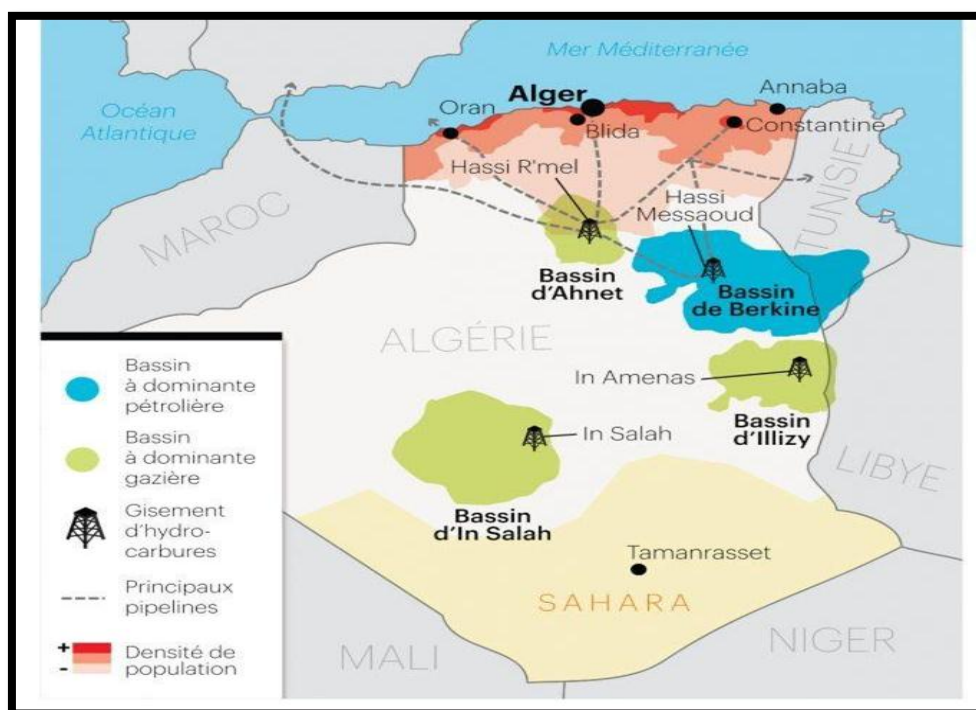 Mer Méditerranée
Océan
Atlantique
Oran
Alger
Blida
Annaba
Constantine
Hassi R'mel
Hassi
Messaoud
MAROC
TUNISIE
Bassin
d'Ahnet
Bassin
de Berkine
ALGÉRIE
In Amenas
Bassin
d'Illizy
In Salah
Bassin
d'In Salah
LIBYE
Tamanrasset
SAHARA
MALI
NIGER
Bassin
à dominante
pétrolière
Bassin
à dominante
gazière
Gisement
d'hydro-
carbures
Principaux
pipelines
+
-
Densité de
population